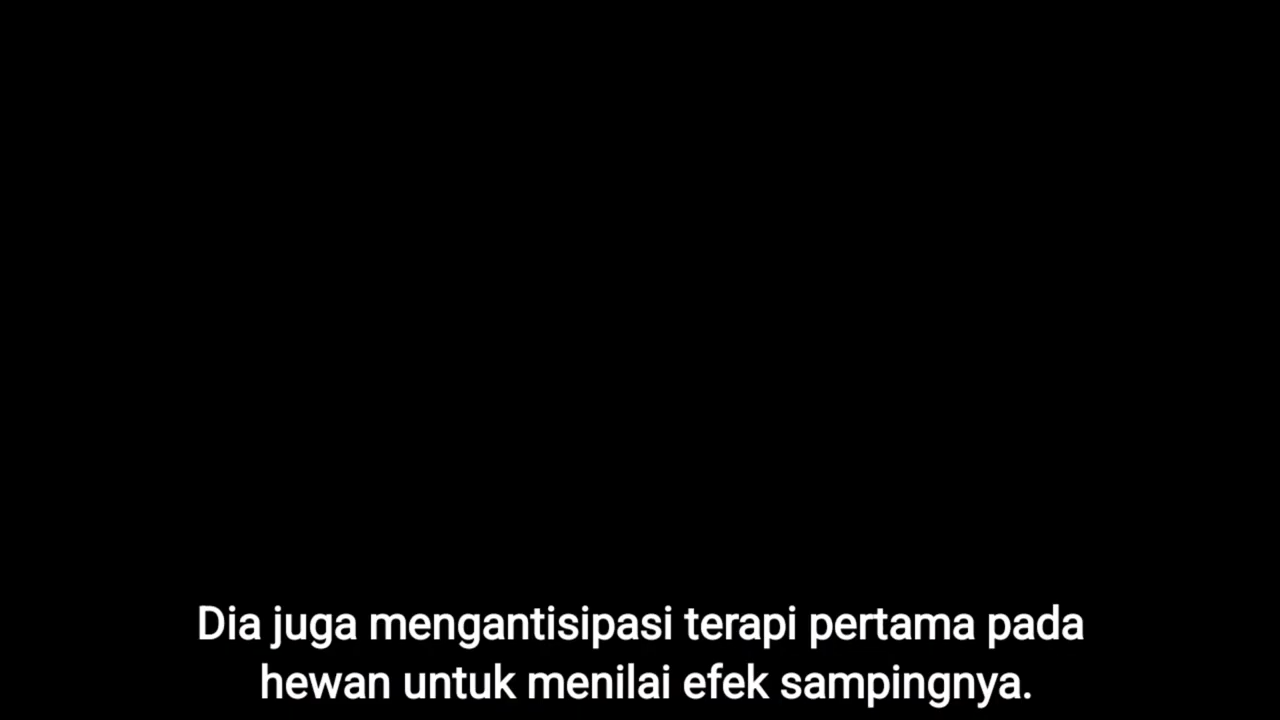 Dia juga mengantisipasi terapi pertama pada
hewan untuk menilai efek sampingnya.